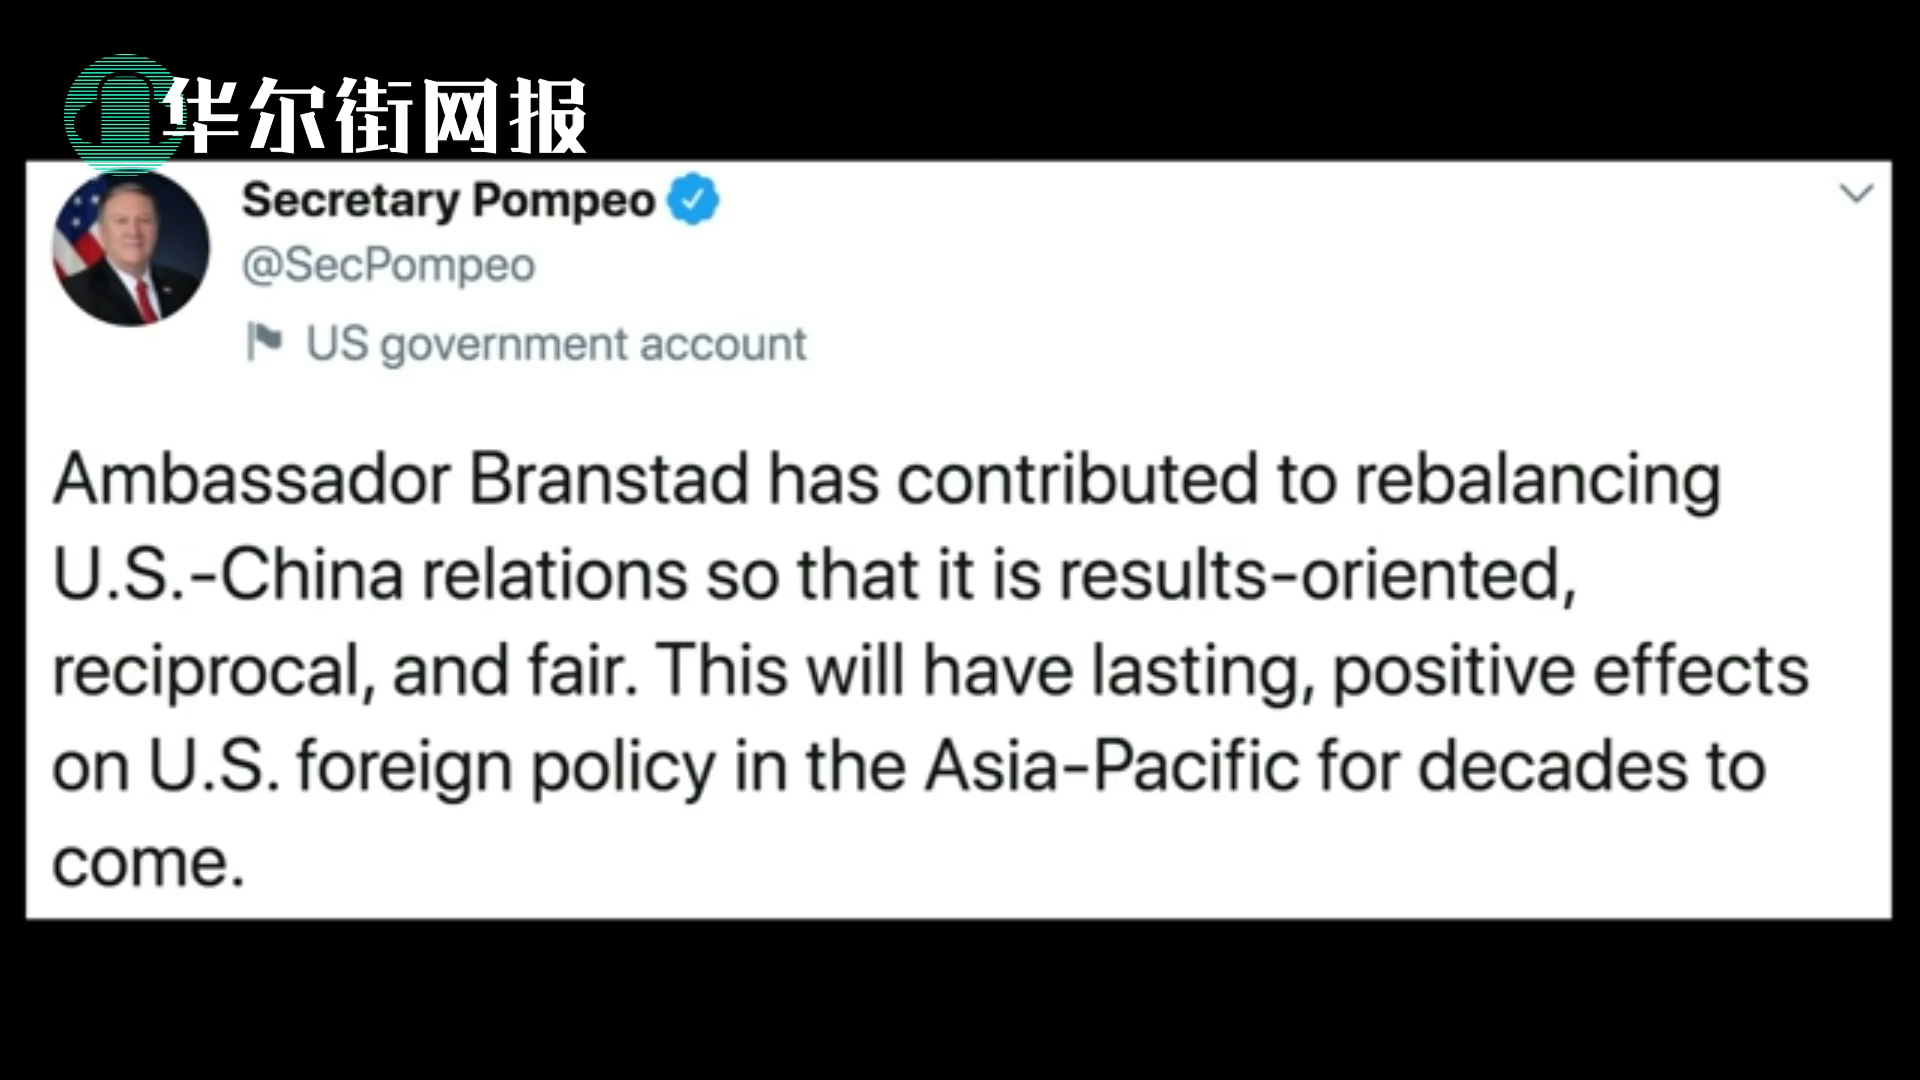 华尔街网报
Secretary Pompeo
@SecPompeo
US government account
Ambassador Branstad has contributed to rebalancing
U.S.-China relations so that it is results-oriented,
reciprocal, and fair. This will have lasting, positive effects
on U.S. foreign policy in the Asia-Pacific for decades to
come.